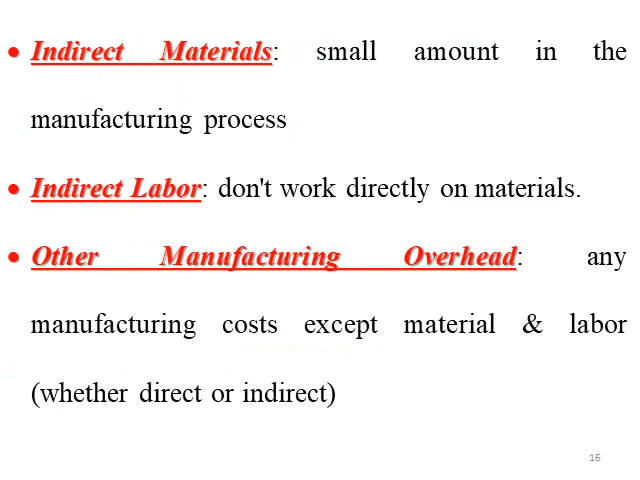 • Indirect Materials: small amount in the
manufacturing process
• Indirect Labor: don't work directly on materials.
• Other Manufacturing Overhead: any
manufacturing costs except material & labor
(whether direct or indirect)
16